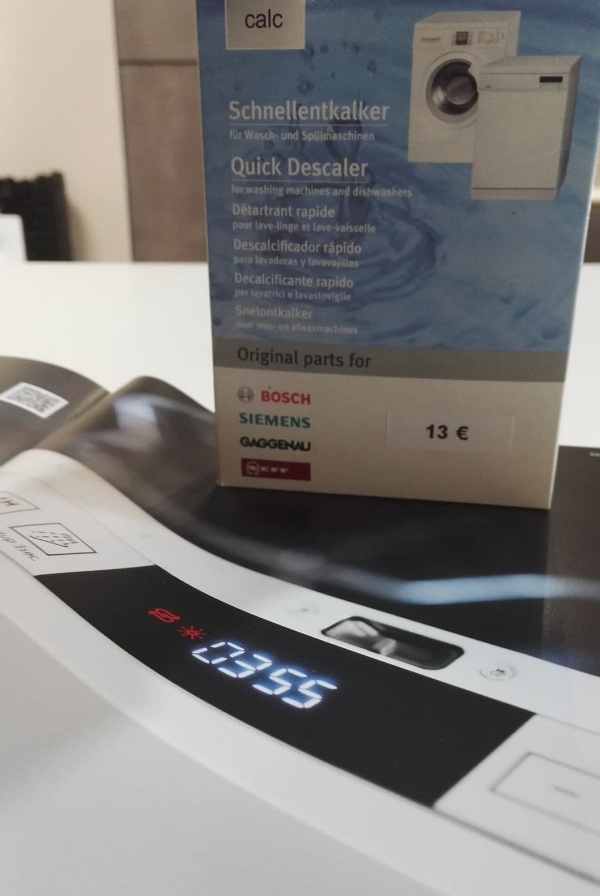 calc
Schnellentkalker
für Wasch- und Spülmaschinen
Quick Descaler
for washing machines and dishwashers
Détartrant rapide
pour lave-linge et lave-vaisselle
Descalcificador rápido
para lavadoras y lavavajillas
Decalcificante rapido
per lavatrici e lavastoviglie
Snelontkalker
voor was- en afwasmachines
Original parts for
BOSCH
SIEMENS
GAGGENAU
NEFF
13 €
0355